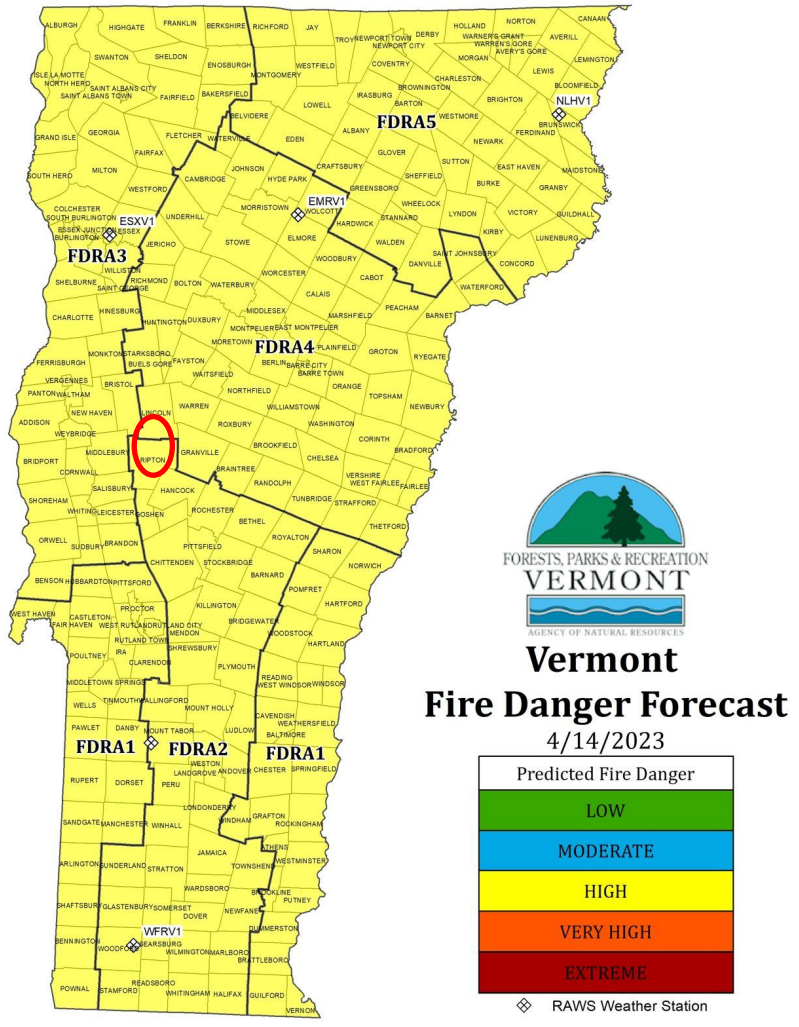 ALBURGH
HIGHGATE
FRANKLIN
BERKSHIRE
RICHFORD
JAY
TROY
NEWPORT TOWN
NEWPORT CITY
DERBY
HOLLAND
NORTON
CANAAN
WARNER'S GRANT
WARREN'S GORE
AVERY'S GORE
AVERILL
LEMINGTON
SWANTON
SHELDON
ENOSBURGH
MONTGOMERY
WESTFIELD
COVENTRY
MORGAN
LEWIS
BLOOMFIELD
ISLE LA MOTTE
NORTH HERO
SAINT ALBANS CITY
SAINT ALBANS TOWN
FAIRFIELD
BAKERSFIELD
BELVIDERE
LOWELL
IRASBURG
BROWNINGTON
CHARLESTON
BARTON
BRIGHTON
NLHV1
BRUNSWICK
FERDINAND
GRAND ISLE
GEORGIA
FLETCHER
WATERVILLE
EDEN
ALBANY
FDRA5
WESTMORE
NEWARK
FAIRFAX
GLOVER
SUTTON
EAST HAVEN
MAIDSTONE
SOUTH HERO
MILTON
WESTFORD
CAMBRIDGE
JOHNSON
HYDE PARK
CRAFTSBURY
GREENSBORO
SHEFFIELD
BURKE
GRANBY
COLCHESTER
SOUTH BURLINGTON
ESXV1
UNDERHILL
MORRISTOWN
EMRV1
WOLCOTT
HARDWICK
STANNARD
WHEELOCK
LYNDON
VICTORY
GUILDHALL
ESSEX JUNCTION
ESSEX
BURLINGTON
JERICHO
STOWE
ELMORE
WALDEN
KIRBY
LUNENBURG
FDRA3
WOODBURY
DANVILLE
SAINT JOHNSBURY
CONCORD
WILLISTON
SHELBURNE
SAINT GEORGE
RICHMOND
BOLTON
WATERBURY
WORCESTER
CABOT
WATERFORD
CALAIS
CHARLOTTE
HINESBURG
HUNTINGTON
DUXBURY
MIDDLESEX
MARSHFIELD
PEACHAM
BARNET
MONTPELIER
EAST MONTPELIER
MORETOWN
FDRA4
PLAINFIELD
GROTON
RYEGATE
MONKTON
STARKSBORO
BUELS GORE
FAYSTON
BERLIN
BARRE CITY
BARRE TOWN
FERRISBURGH
WAITSFIELD
VERGENNES
PANTON
WALTHAM
BRISTOL
NORTHFIELD
ORANGE
TOPSHAM
NEWBURY
ADDISON
NEW HAVEN
LINCOLN
WARREN
ROXBURY
WILLIAMSTOWN
WASHINGTON
WEYBRIDGE
CORINTH
BRIDPORT
MIDDLEBURY
RIPTON
GRANVILLE
BROOKFIELD
CHELSEA
BRADFORD
CORNWALL
BRAINTREE
VERSHIRE
WEST FAIRLEE
FAIRLEE
SHOREHAM
SALISBURY
HANCOCK
RANDOLPH
TUNBRIDGE
STRAFFORD
WHITING
LEICESTER
GOSHEN
ROCHESTER
BETHEL
THETFORD
ORWELL
SUDBURY
BRANDON
PITTSFIELD
ROYALTON
SHARON
NORWICH
BENSON
HUBBARDTON
PITTSFORD
CHITTENDEN
STOCKBRIDGE
BARNARD
POMFRET
HARTFORD
WEST HAVEN
FAIR HAVEN
CASTLETON
PROCTOR
WEST RUTLAND
RUTLAND CITY
RUTLAND TOWN
MENDON
KILLINGTON
BRIDGEWATER
WOODSTOCK
HARTLAND
POULTNEY
IRA
CLARENDON
SHREWSBURY
PLYMOUTH
READING
WEST WINDSOR
WINDSOR
MIDDLETOWN SPRINGS
WELLS
TINMOUTH
WALLINGFORD
MOUNT HOLLY
CAVENDISH
WEATHERSFIELD
PAWLET
DANBY
MOUNT TABOR
LUDLOW
BALTIMORE
FDRA1
FDRA2
FDRA1
WESTON
LANDGROVE
ANDOVER
CHESTER
SPRINGFIELD
RUPERT
DORSET
PERU
LONDONDERRY
WINDHAM
GRAFTON
ROCKINGHAM
SANDGATE
MANCHESTER
WINHALL
JAMAICA
ATHENS
ARLINGTON
SUNDERLAND
STRATTON
TOWNSHEND
WESTMINSTER
WARDSBORO
BROOKLINE
PUTNEY
SHAFTSBURY
GLASTENBURY
SOMERSET
DOVER
NEWFANE
DUMMERSTON
BENNINGTON
WFRV1
WOODFORD
SEARSBURG
WILMINGTON
MARLBORO
BRATTLEBORO
POWNAL
STAMFORD
READSBORO
WHITINGHAM
HALIFAX
GUILFORD
VERNON
FORESTS, PARKS & RECREATION
VERMONT
AGENCY OF NATURAL RESOURCES
Vermont
Fire Danger Forecast
4/14/2023
Predicted Fire Danger
LOW
MODERATE
HIGH
VERY HIGH
EXTREME
RAWS Weather Station